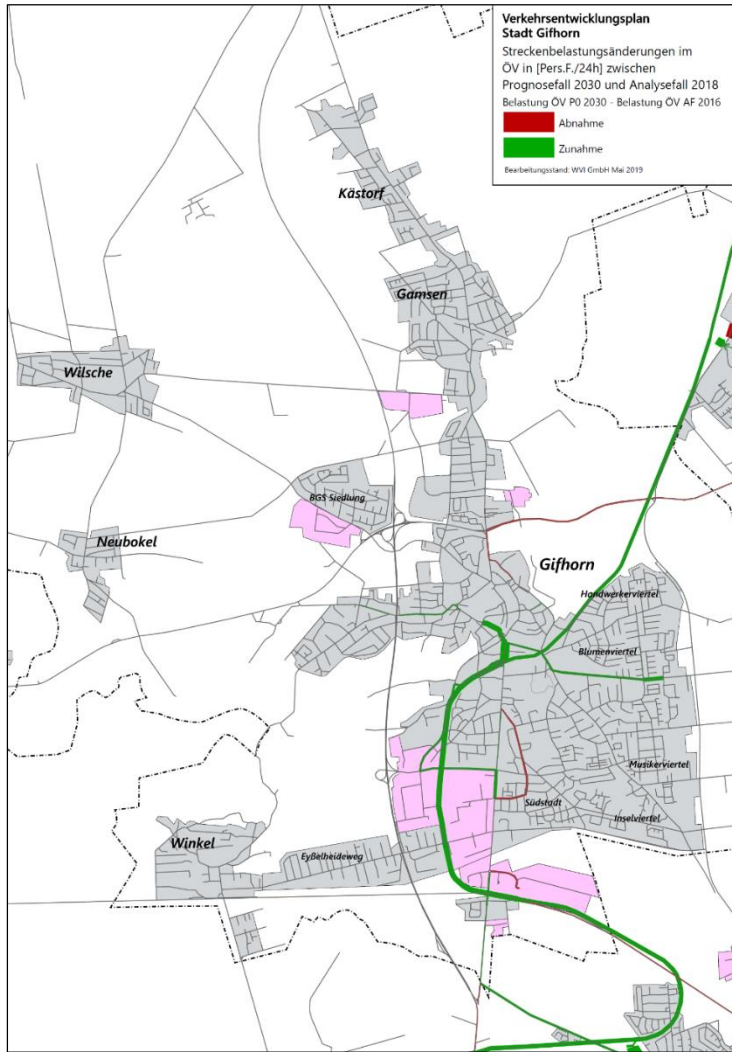 Verkehrsentwicklungsplan
Stadt Gifhorn
Streckenbelastungsänderungen im
ÖV in [Pers.F./24h] zwischen
Prognosefall 2030 und Analysefall 2018
Belastung ÖV P0 2030 - Belastung ÖV AF 2016
Abnahme
Zunahme
Bearbeitungsstand: WVI GmbH Mai 2019
Kästorf
Gamsen
Wilsche
BGS Siedlung
Neubokel
Gifhorn
Handwerkerviertel
Blumenviertel
Musikerviertel
Südstadt
Inselviertel
Winkel
Eyßelheideweg